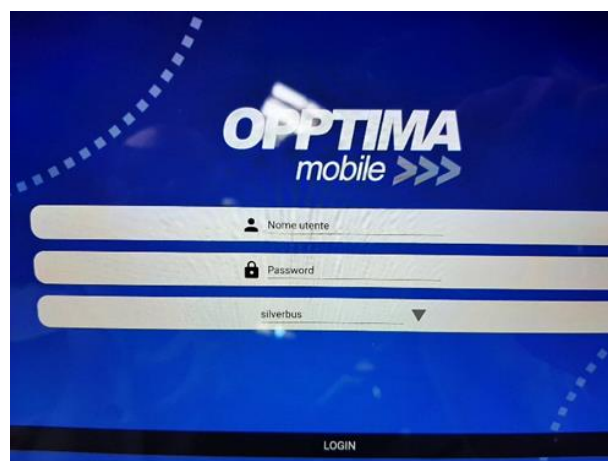 OPPTIMA
mobile >>>
Nome utente
Password
silverbus
LOGIN